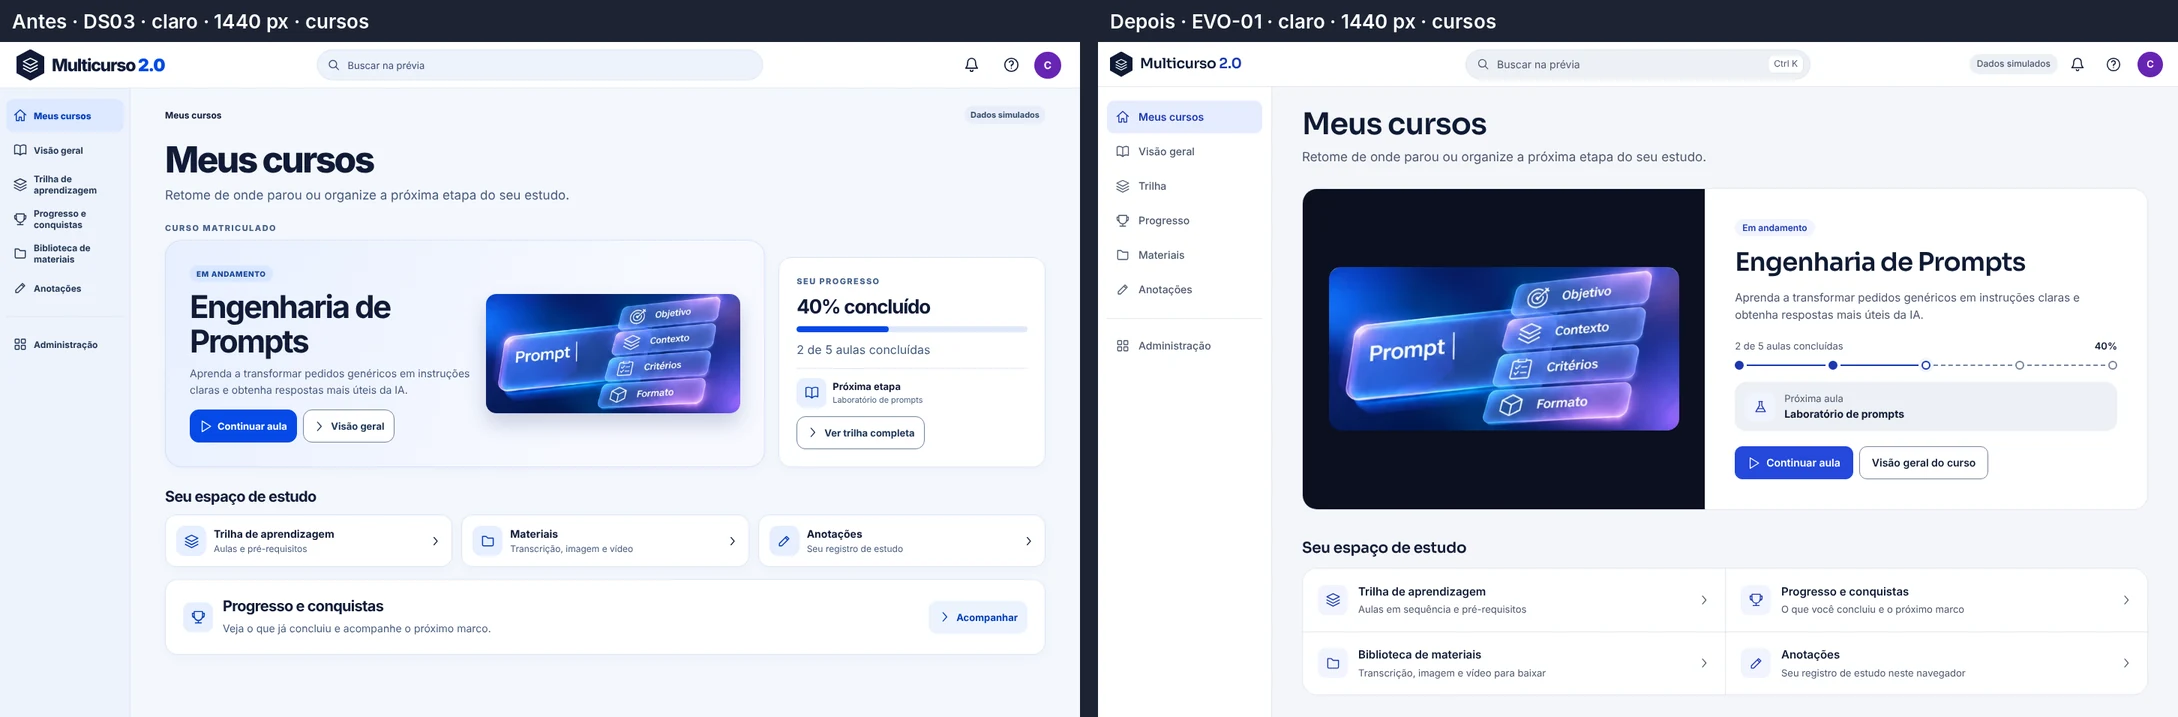 Antes · DS03 · claro · 1440 px · cursos
Multicurso 2.0
Buscar na prévia
C
Meus cursos
Visão geral
Trilha de
aprendizagem
Progresso e
conquistas
Biblioteca de
materiais
Anotações
Administração
Meus cursos
Dados simulados
Meus cursos
Retome de onde parou ou organize a próxima etapa do seu estudo.
CURSO MATRICULADO
EM ANDAMENTO
Engenharia de
Prompts
Aprenda a transformar pedidos genéricos em instruções
claras e obtenha respostas mais úteis da IA.
Continuar aula
Visão geral
Prompt
Objetivo
Contexto
Critérios
Formato
SEU PROGRESSO
40% concluído
2 de 5 aulas concluídas
Próxima etapa
Laboratório de prompts
Ver trilha completa
Seu espaço de estudo
Trilha de aprendizagem
Aulas e pré-requisitos
Materiais
Transcrição, imagem e vídeo
Anotações
Seu registro de estudo
Progresso e conquistas
Veja o que já concluiu e acompanhe o próximo marco.
Acompanhar
Depois · EVO-01 · claro · 1440 px · cursos
Multicurso 2.0
Buscar na prévia
Ctrl K
Dados simulados
C
Meus cursos
Visão geral
Trilha
Progresso
Materiais
Anotações
Administração
Meus cursos
Retome de onde parou ou organize a próxima etapa do seu estudo.
Prompt
Objetivo
Contexto
Critérios
Formato
Em andamento
Engenharia de Prompts
Aprenda a transformar pedidos genéricos em instruções claras e
obtenha respostas mais úteis da IA.
2 de 5 aulas concluídas
40%
Próxima aula
Laboratório de prompts
Continuar aula
Visão geral do curso
Seu espaço de estudo
Trilha de aprendizagem
Aulas em sequência e pré-requisitos
Progresso e conquistas
O que você concluiu e o próximo marco
Biblioteca de materiais
Transcrição, imagem e vídeo para baixar
Anotações
Seu registro de estudo neste navegador